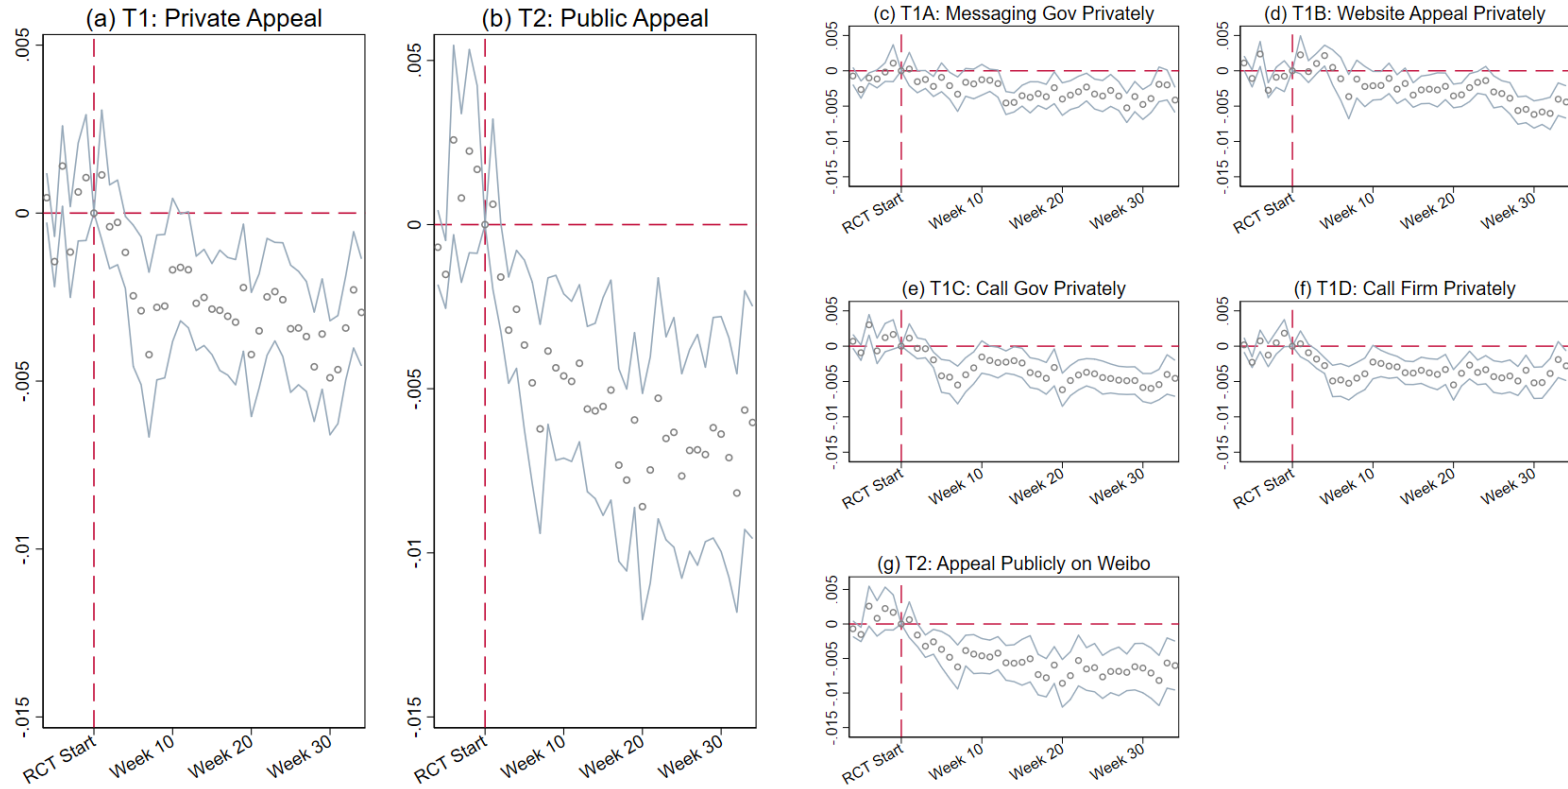 (a) T1: Private Appeal
.005
0
-.005
-.01
-.015
RCT Start
Week 10
Week 20
Week 30
(b) T2: Public Appeal
.005
0
-.005
-.01
-.015
RCT Start
Week 10
Week 20
Week 30
(c) T1A: Messaging Gov Privately
.005
0
-.005
-.01
-.015
RCT Start
Week 10
Week 20
Week 30
(d) T1B: Website Appeal Privately
.005
0
-.005
-.01
-.015
RCT Start
Week 10
Week 20
Week 30
(e) T1C: Call Gov Privately
.005
0
-.005
-.01
-.015
RCT Start
Week 10
Week 20
Week 30
(f) T1D: Call Firm Privately
.005
0
-.005
-.01
-.015
RCT Start
Week 10
Week 20
Week 30
(g) T2: Appeal Publicly on Weibo
.005
0
-.005
-.01
-.015
RCT Start
Week 10
Week 20
Week 30